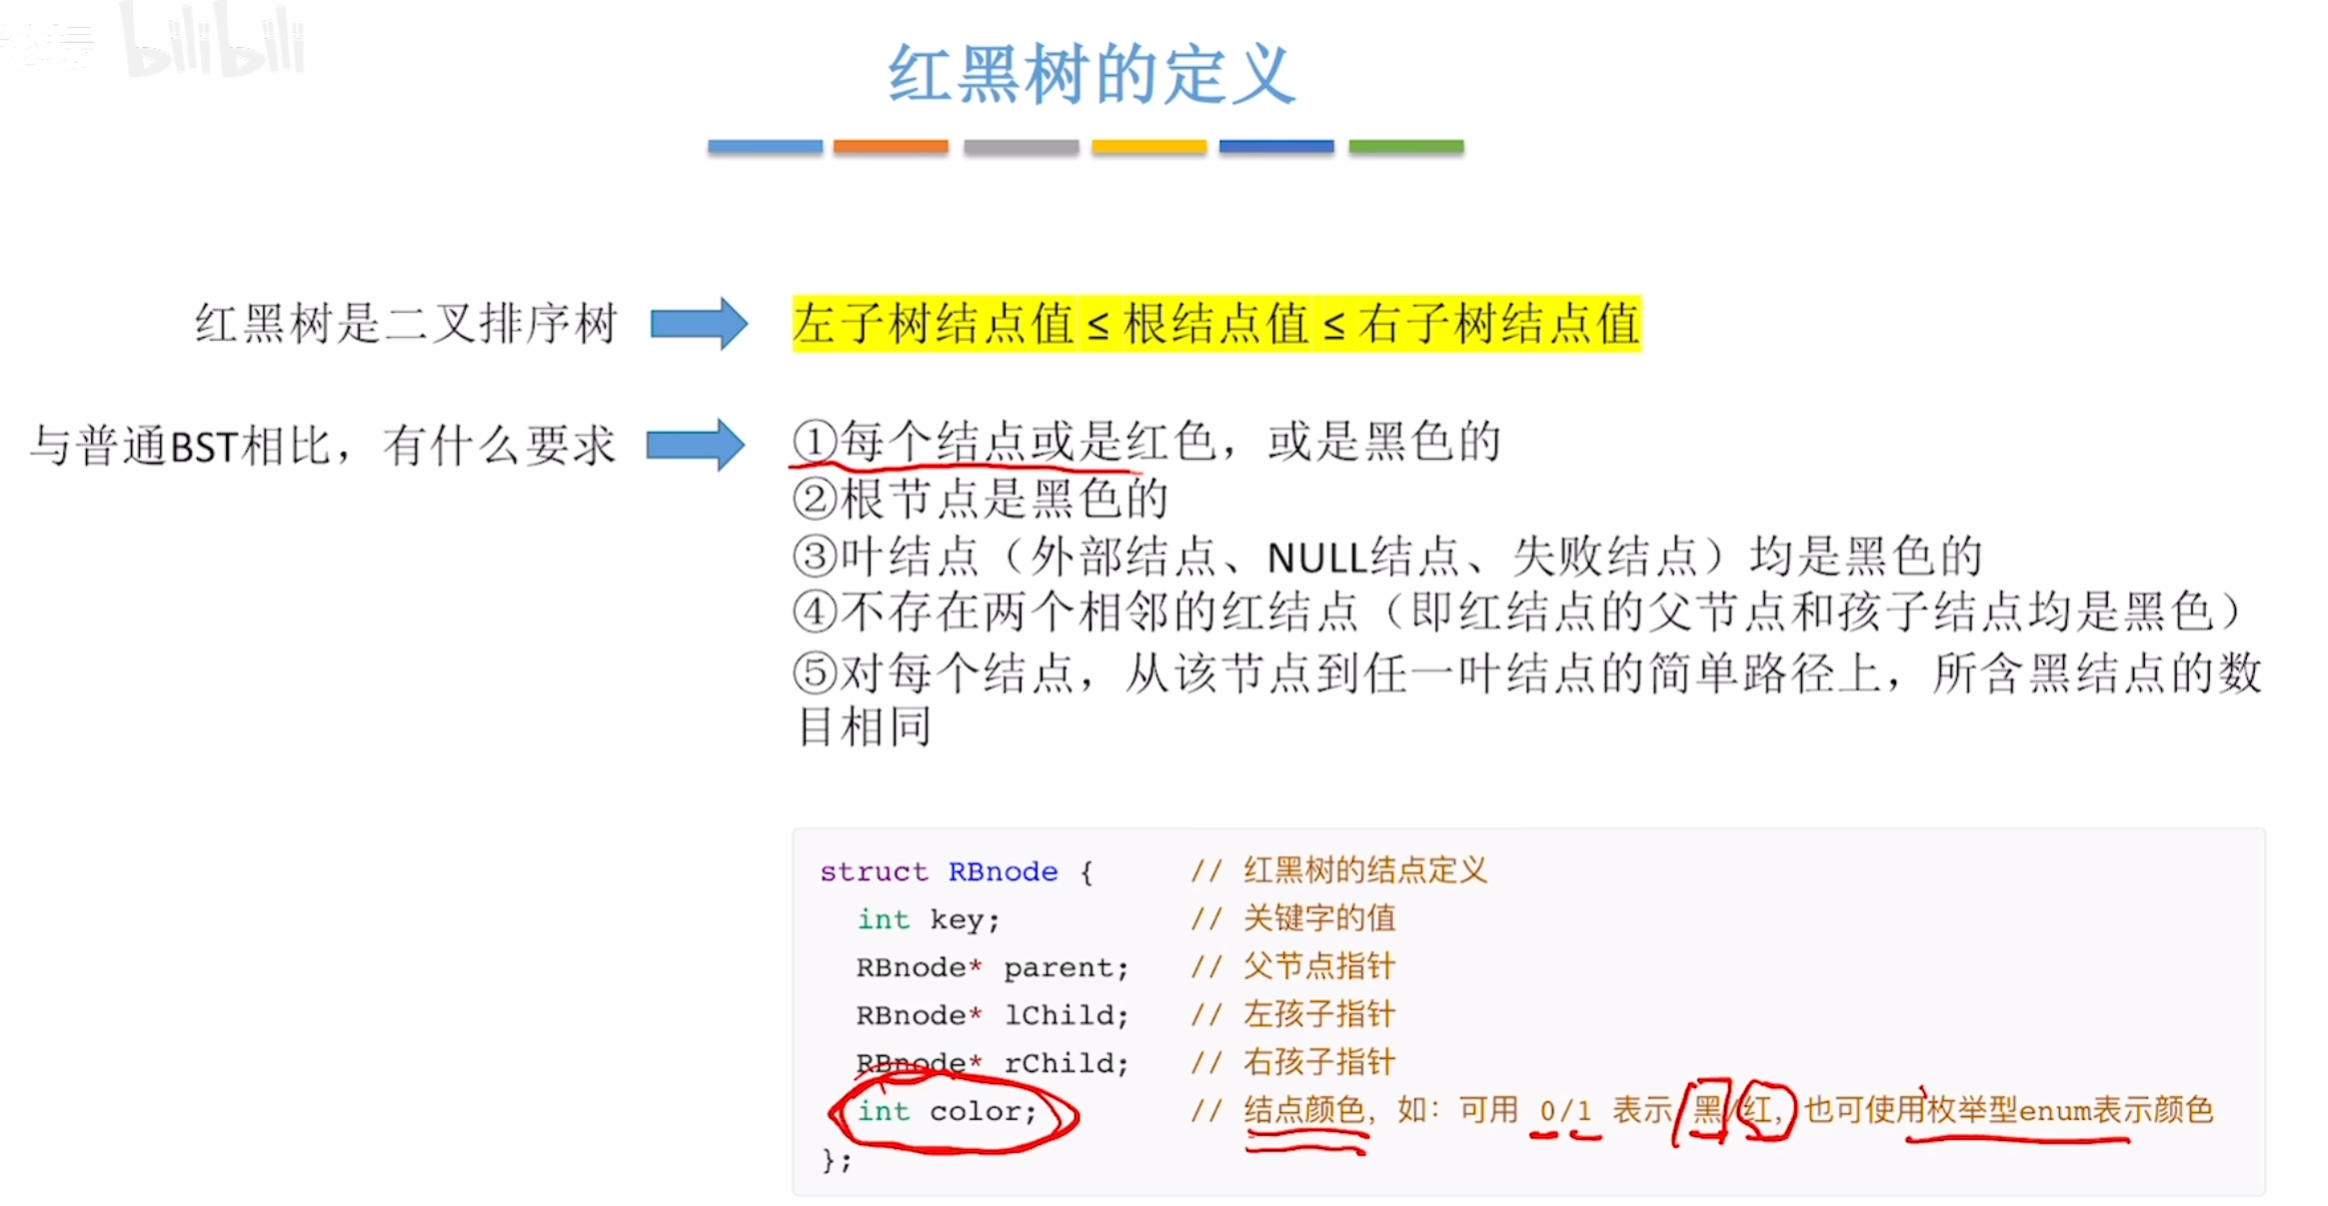 bilibili
红黑树的定义
红黑树是二叉排序树
左子树结点值 ≤ 根结点值 ≤ 右子树结点值
与普通BST相比，有什么要求
①每个结点或是红色，或是黑色的
②根节点是黑色的
③叶结点（外部结点、NULL结点、失败结点）均是黑色的
④不存在两个相邻的红结点（即红结点的父节点和孩子结点均是黑色）
⑤对每个结点，从该节点到任一叶结点的简单路径上，所含黑结点的数
目相同
struct RBnode { // 红黑树的结点定义
int key; // 关键字的值
RBnode* parent; // 父节点指针
RBnode* lChild; // 左孩子指针
RBnode* rChild; // 右孩子指针
int color; // 结点颜色，如：可用 0/1 表示 黑/红，也可使用枚举型enum表示颜色
};